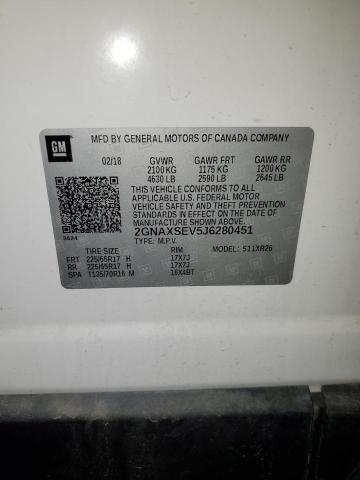 GM
MFD BY GENERAL MOTORS OF CANADA COMPANY
02/18 GVWR GAWR FRT GAWR RR
2100 KG 1175 KG 1200 KG
4630 LB 2590 LB 2645 LB
THIS VEHICLE CONFORMS TO ALL
APPLICABLE U.S. FEDERAL MOTOR
VEHICLE SAFETY, BUMPER, AND THEFT
PREVENTION STANDARDS IN EFFECT ON
THE DATE OF MANUFACTURE SHOWN ABOVE.
2GNAXSEV5J6280451
TYPE: M.P.V. MODEL: 511XR26
TIRE SIZE RIM
FRT 225/65R17 H 17X7J
RR 225/65R17 H 17X7J
SPA T135/70R16 M 16X4BT